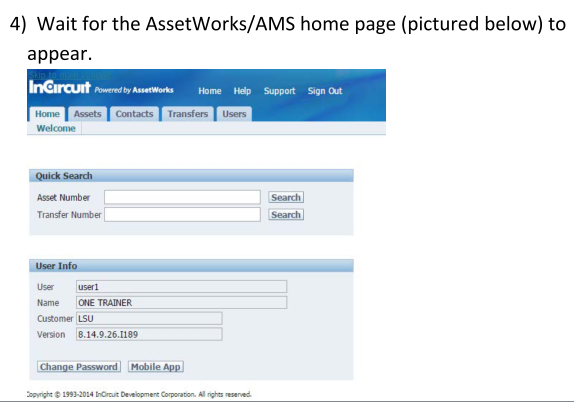 4) Wait for the AssetWorks/AMS home page (pictured below) to
appear.
InCircuit Powered by AssetWorks Home Help Support Sign Out
Home Assets Contacts Transfers Users
Welcome
Quick Search
Asset Number Search
Transfer Number Search
User Info
User user1
Name ONE TRAINER
Customer LSU
Version 8.14.9.26.I189
Change Password Mobile App
Copyright © 1993-2014 InCircuit Development Corporation. All rights reserved.